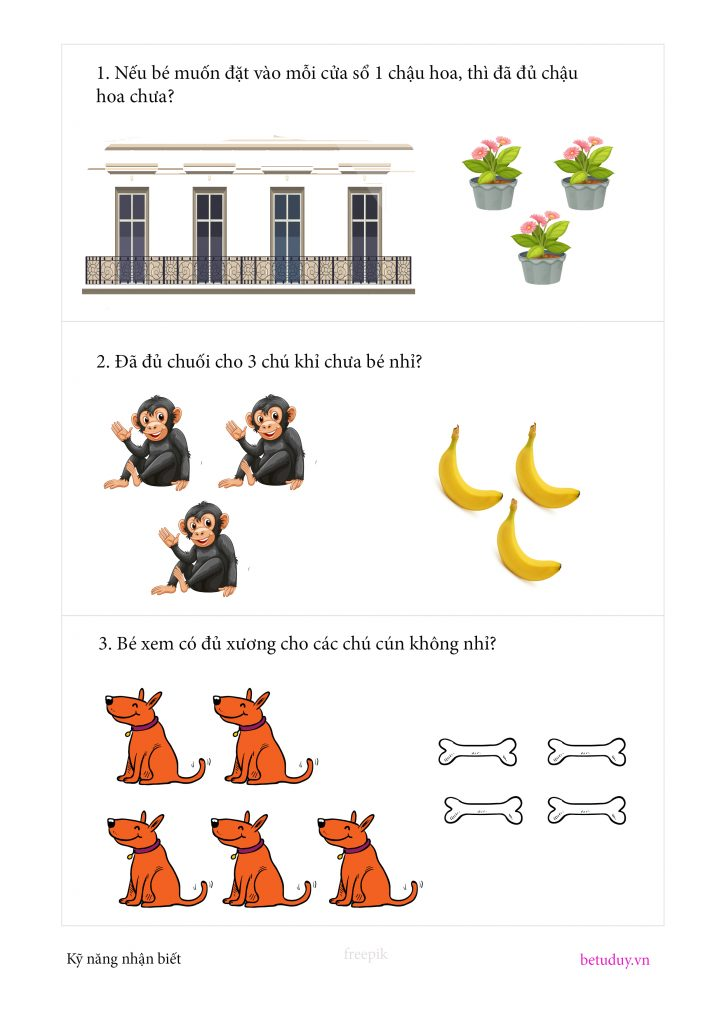 1. Nếu bé muốn đặt vào mỗi cửa sổ 1 chậu hoa, thì đã đủ chậu
hoa chưa?
2. Đã đủ chuối cho 3 chú khỉ chưa bé nhỉ?
3. Bé xem có đủ xương cho các chú cún không nhỉ?
Kỹ năng nhận biết
freepik
betuduy.vn